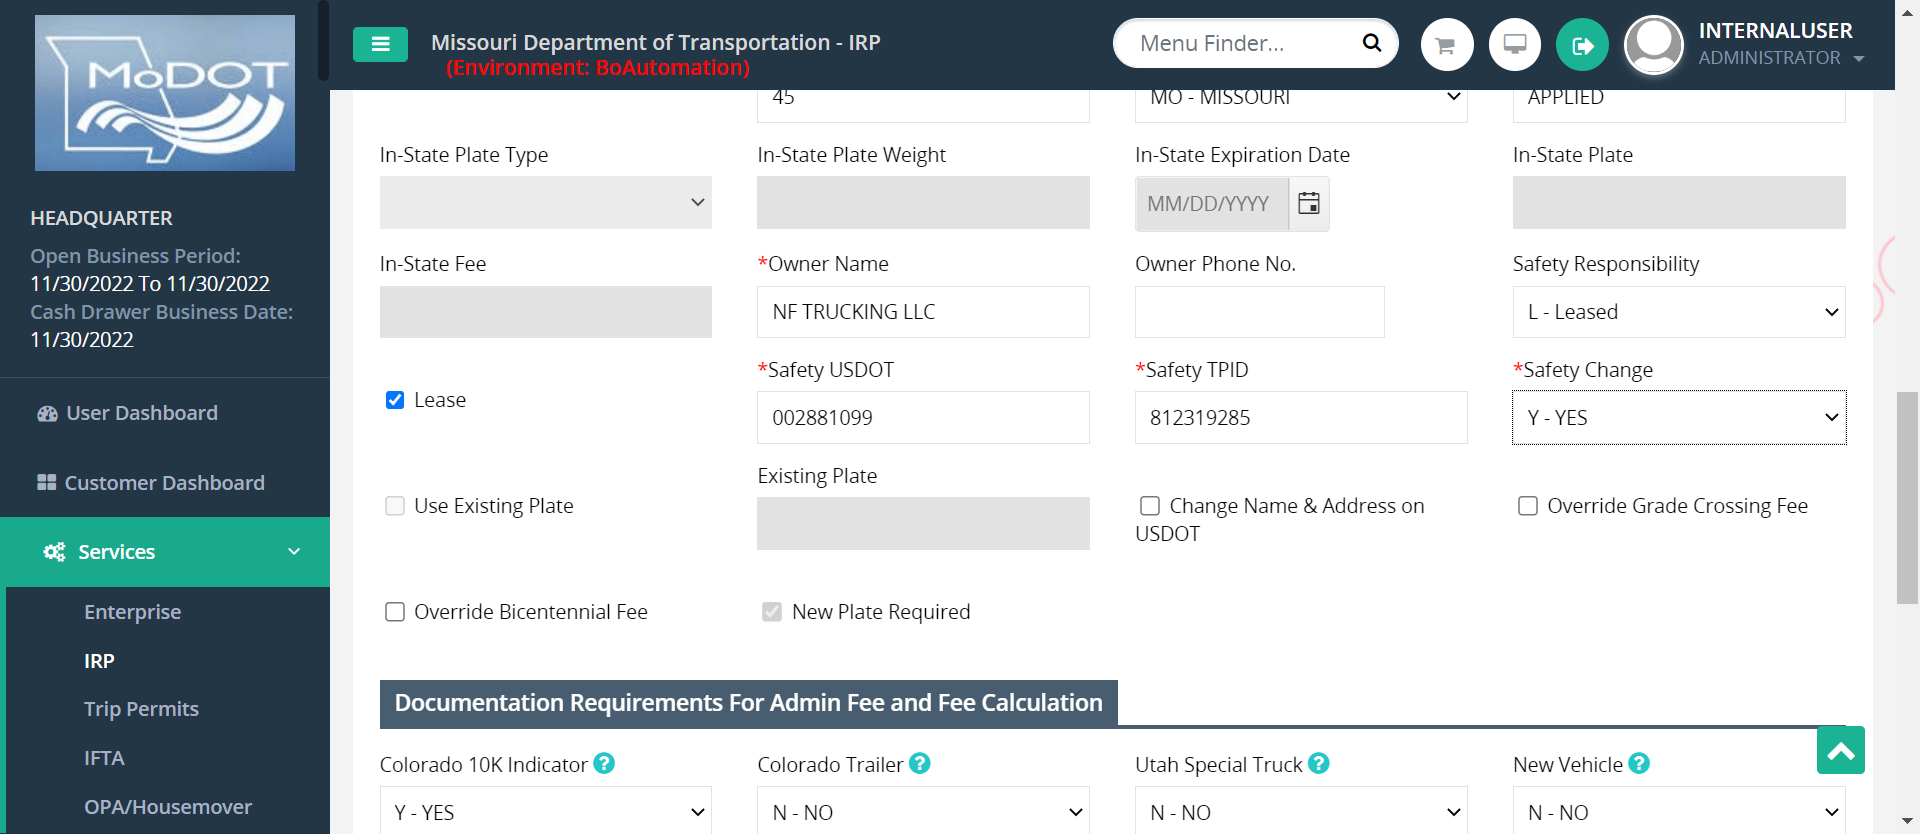 MoDOT
Missouri Department of Transportation - IRP
(Environment: BoAutomation)
Menu Finder...
INTERNALUSER
ADMINISTRATOR
HEADQUARTER
Open Business Period:
11/30/2022 To 11/30/2022
Cash Drawer Business Date:
11/30/2022
User Dashboard
Customer Dashboard
Services
Enterprise
IRP
Trip Permits
IFTA
OPA/Housemover
45
MO - MISSOURI
APPLIED
In-State Plate Type
In-State Plate Weight
In-State Expiration Date
In-State Plate
MM/DD/YYYY
In-State Fee
*Owner Name
Owner Phone No.
Safety Responsibility
NF TRUCKING LLC
L - Leased
Lease
*Safety USDOT
*Safety TPID
*Safety Change
002881099
812319285
Y - YES
Use Existing Plate
Existing Plate
Change Name & Address on
USDOT
Override Grade Crossing Fee
Override Bicentennial Fee
New Plate Required
Documentation Requirements For Admin Fee and Fee Calculation
Colorado 10K Indicator ?
Colorado Trailer ?
Utah Special Truck ?
New Vehicle ?
Y - YES
N - NO
N - NO
N - NO